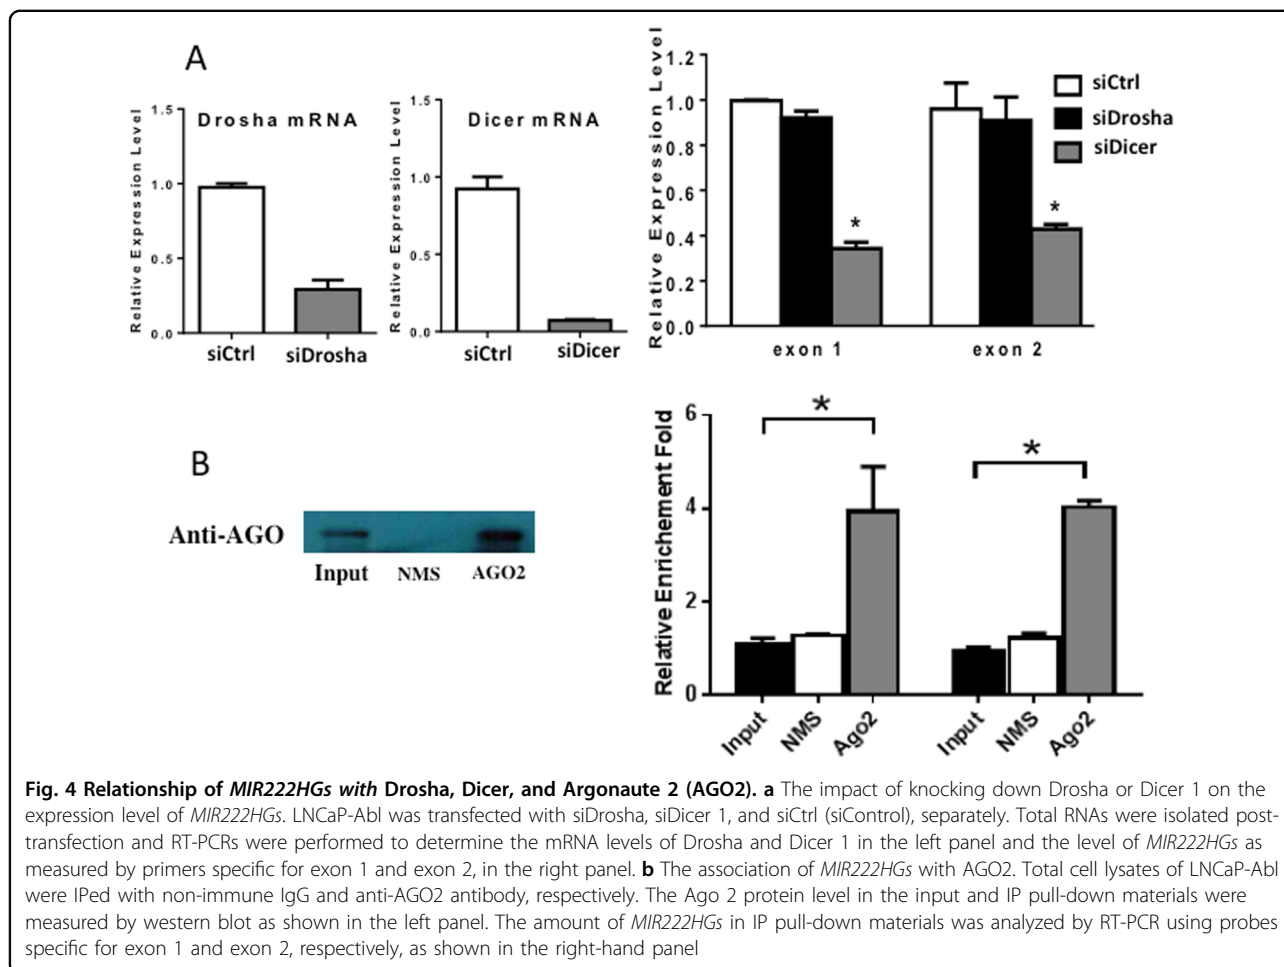 A
Drosha mRNA
Relative Expression Level
1.5
1.0
0.5
0.0
siCtrl
siDrosha
Dicer mRNA
Relative Expression Level
1.5
1.0
0.5
0.0
siCtrl
siDicer
Relative Expression Level
1.2
1.0
0.8
0.6
0.4
0.2
0.0
*
*
exon 1
exon 2
siCtrl
siDrosha
siDicer
B
Anti-AGO
Input
NMS
AGO2
Relative Enrichement Fold
6
4
2
0
*
*
Input
NMS
Ago2
Input
NMS
Ago2
Fig. 4 Relationship of MIR222HGs with Drosha, Dicer, and Argonaute 2 (AGO2). a The impact of knocking down Drosha or Dicer 1 on the
expression level of MIR222HGs. LNCaP-Abl was transfected with siDrosha, siDicer 1, and siCtrl (siControl), separately. Total RNAs were isolated post-
transfection and RT-PCRs were performed to determine the mRNA levels of Drosha and Dicer 1 in the left panel and the level of MIR222HGs as
measured by primers specific for exon 1 and exon 2, in the right panel. b The association of MIR222HGs with AGO2. Total cell lysates of LNCaP-Abl
were IPed with non-immune IgG and anti-AGO2 antibody, respectively. The Ago 2 protein level in the input and IP pull-down materials were
measured by western blot as shown in the left panel. The amount of MIR222HGs in IP pull-down materials was analyzed by RT-PCR using probes
specific for exon 1 and exon 2, respectively, as shown in the right-hand panel